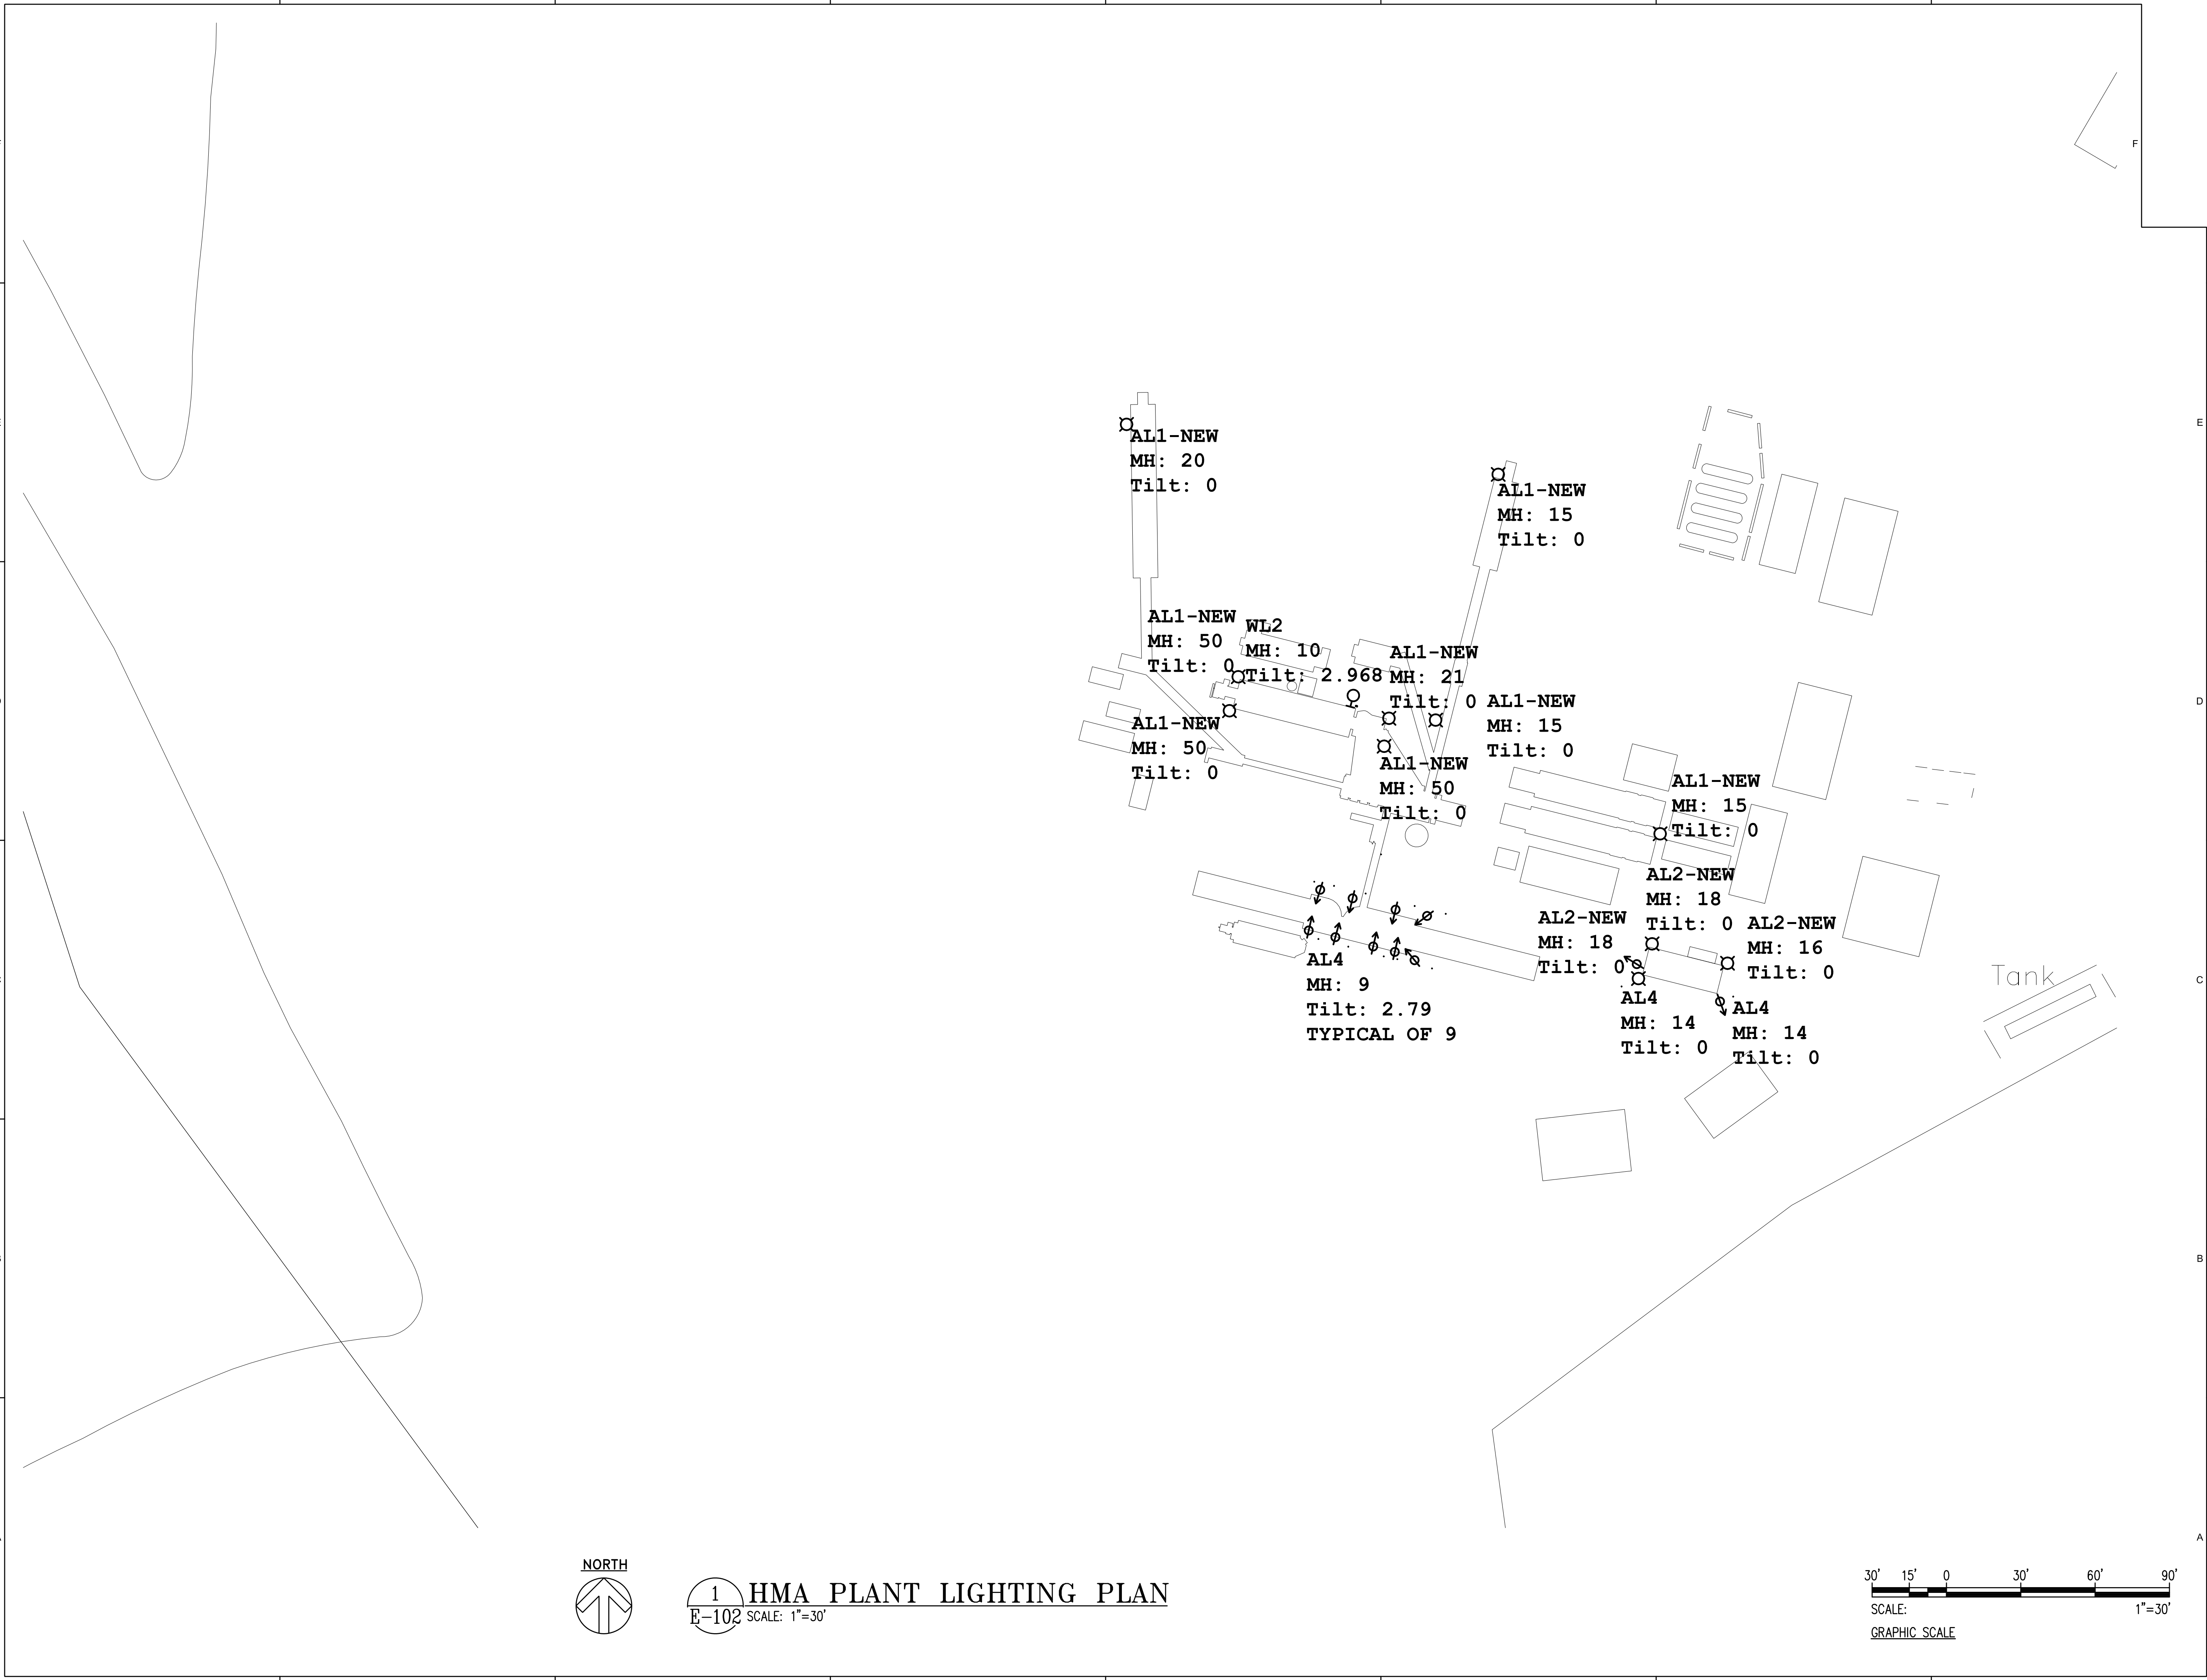 F
E
AL1-NEW
MH: 20
Tilt: 0
AL1-NEW
MH: 15
Tilt: 0
AL1-NEW
MH: 50
Tilt: 0
WL2
MH: 10
Tilt: 2.968
AL1-NEW
MH: 21
Tilt: 0
AL1-NEW
MH: 15
Tilt: 0
D
AL1-NEW
MH: 50
Tilt: 0
AL1-NEW
MH: 50
Tilt: 0
AL1-NEW
MH: 15
Tilt: 0
AL2-NEW
MH: 18
Tilt: 0
AL2-NEW
MH: 18
Tilt: 0
AL2-NEW
MH: 16
Tilt: 0
AL4
MH: 9
Tilt: 2.79
TYPICAL OF 9
Tank
C
AL4
MH: 14
Tilt: 0
AL4
MH: 14
Tilt: 0
B
A
NORTH
1
E-102
HMA PLANT LIGHTING PLAN
SCALE: 1"=30'
30' 15' 0 30' 60' 90'
SCALE: 1"=30'
GRAPHIC SCALE